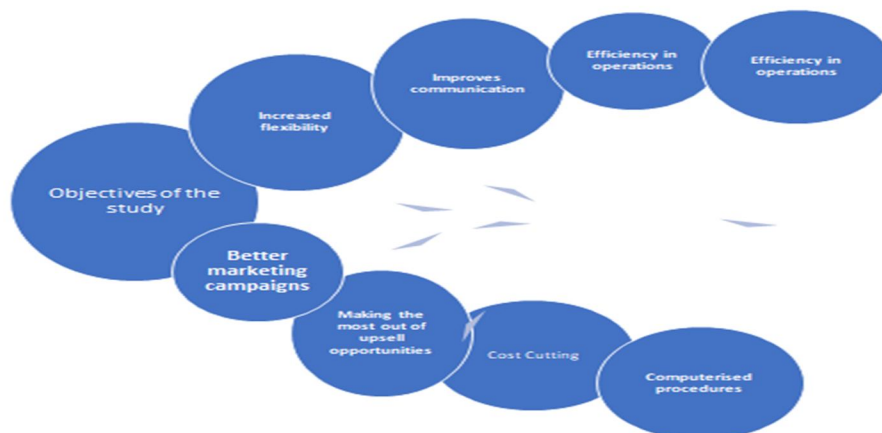 Objectives of the
study
Increased
flexibility
Improves
communication
Efficiency in
operations
Efficiency in
operations
Better
marketing
campaigns
Making the
most out of
upsell
opportunities
Cost Cutting
Computerised
procedures